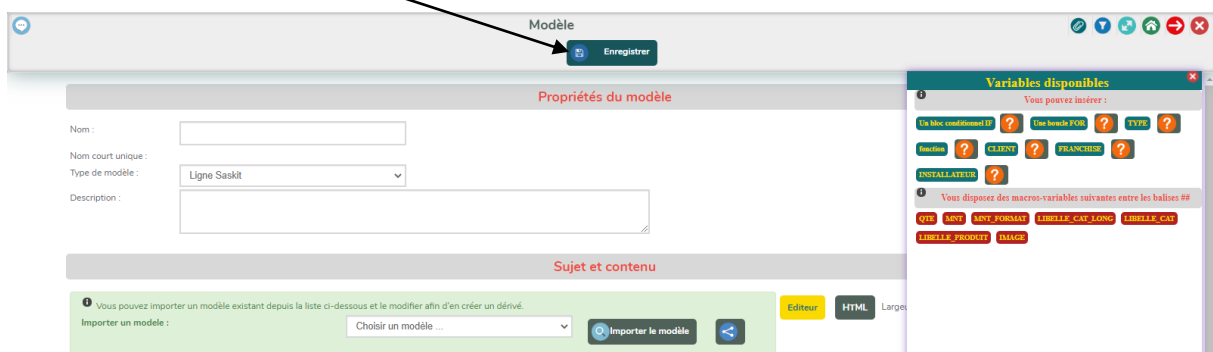 Modèle
Enregistrer
Propriétés du modèle
Nom :
Nom court unique :
Type de modèle :
Ligne Saskit
Description :
Sujet et contenu
Vous pouvez importer un modèle existant depuis la liste ci-dessous et le modifier afin d'en créer un dérivé.
Importer un modele :
Choisir un modèle ...
Importer le modèle
Editeur
HTML
Variables disponibles
Vous pouvez insérer :
Un bloc conditionnel IF ? Une boucle FOR ? TYPE ?
fonction ? CLIENT ? FRANCHISE ?
INSTALLATEUR ?
Vous disposez des macros-variables suivantes entre les balises ##
QTE MNT MNT_FORMAT LIBELLE_CAT_LONG LIBELLE_CAT
LIBELLE_PRODUIT IMAGE